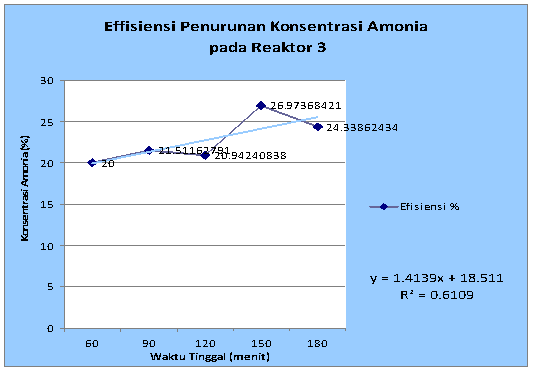 Effisiensi Penurunan Konsentrasi Amonia
pada Reaktor 3
Konsentrasi Amonia (%)
30
25
20
15
10
5
0
20
21.51162791
20.94240838
26.97368421
24.33862434
60 90 120 150 180
Waktu Tinggal (menit)
Efisiensi %
y = 1.4139x + 18.511
R² = 0.6109